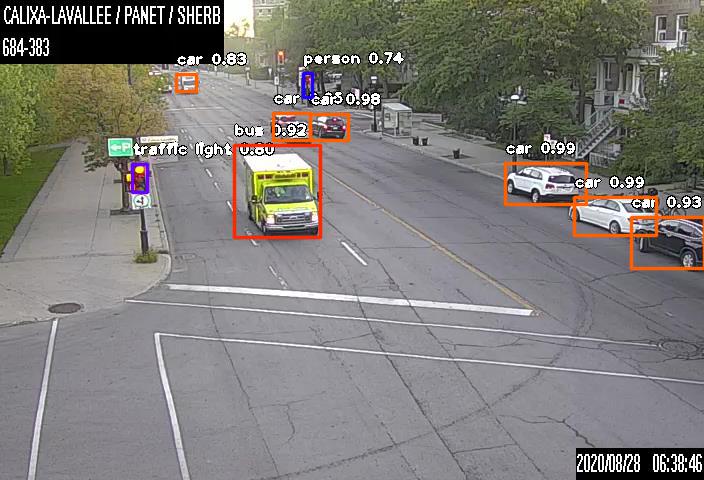 CALIXA-LAVALLEE / PANET / SHERB
684-383
car 0.83
person 0.74
car 0.98
bus 0.92
traffic light 0.80
car 0.99
car 0.99
car 0.93
P
2020/08/28 06:38:46